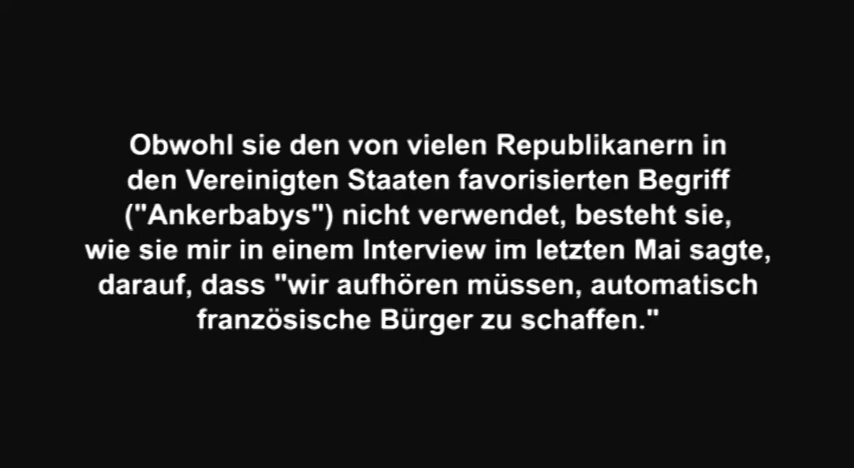 Obwohl sie den von vielen Republikanern in
den Vereinigten Staaten favorisierten Begriff
("Ankerbabys") nicht verwendet, besteht sie,
wie sie mir in einem Interview im letzten Mai sagte,
darauf, dass "wir aufhören müssen, automatisch
französische Bürger zu schaffen."